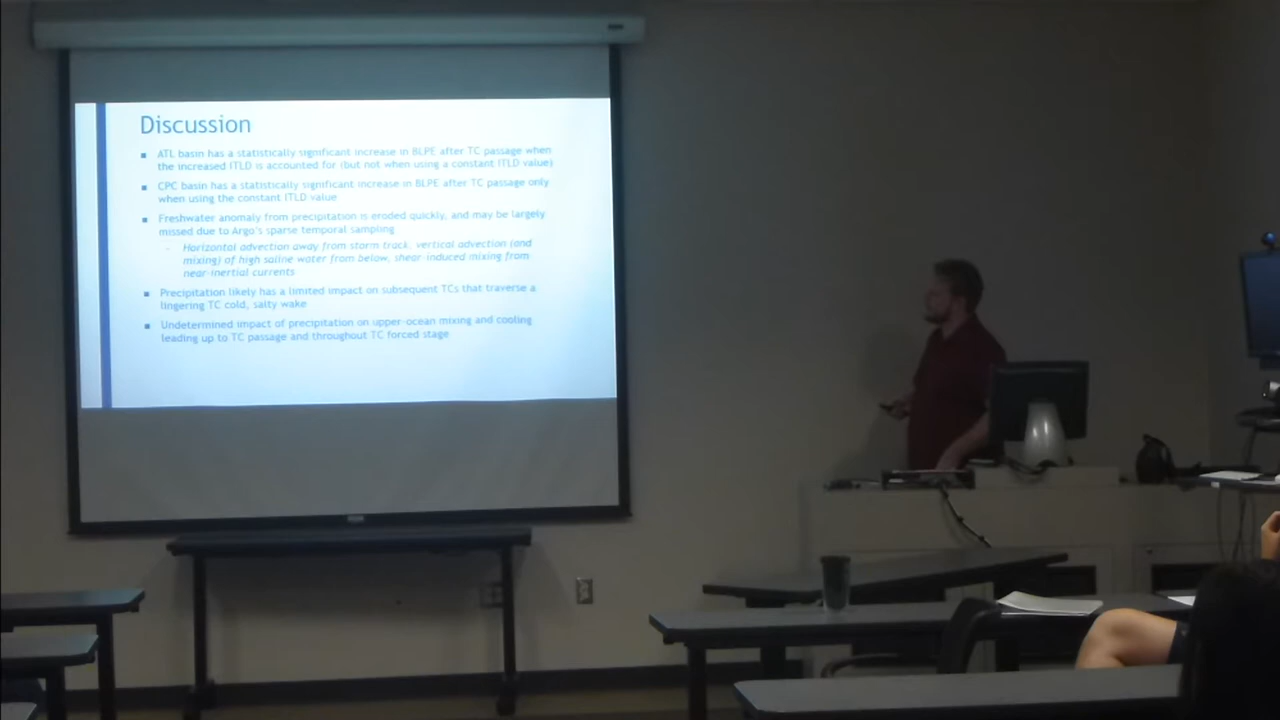 Discussion
ATL basin has a statistically significant increase in BLPE after TC passage when
the increased ITLD is accounted for (but not when using a constant ITLD value)
CPC basin has a statistically significant increase in BLPE after TC passage only
when using the constant ITLD value
Freshwater anomaly from precipitation is eroded quickly, and may be largely
missed due to Argo's sparse temporal sampling
– Horizontal advection away from storm track, vertical advection (and
mixing) of high saline water from below, shear-induced mixing from
near-inertial currents
Precipitation likely has a limited impact on subsequent TCs that traverse a
lingering TC cold, salty wake
Undetermined impact of precipitation on upper-ocean mixing and cooling
leading up to TC passage and throughout TC forced stage